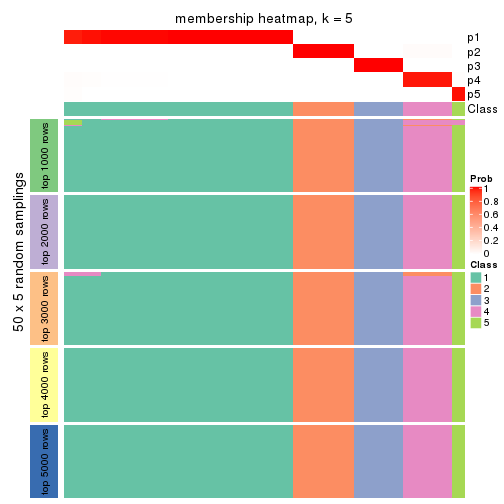 membership heatmap, k = 5
p1
p2
p3
p4
p5
Class
50 x 5 random samplings
top 1000 rows
top 2000 rows
top 3000 rows
top 4000 rows
top 5000 rows
Prob
1
0.8
0.6
0.4
0.2
0
Class
1
2
3
4
5